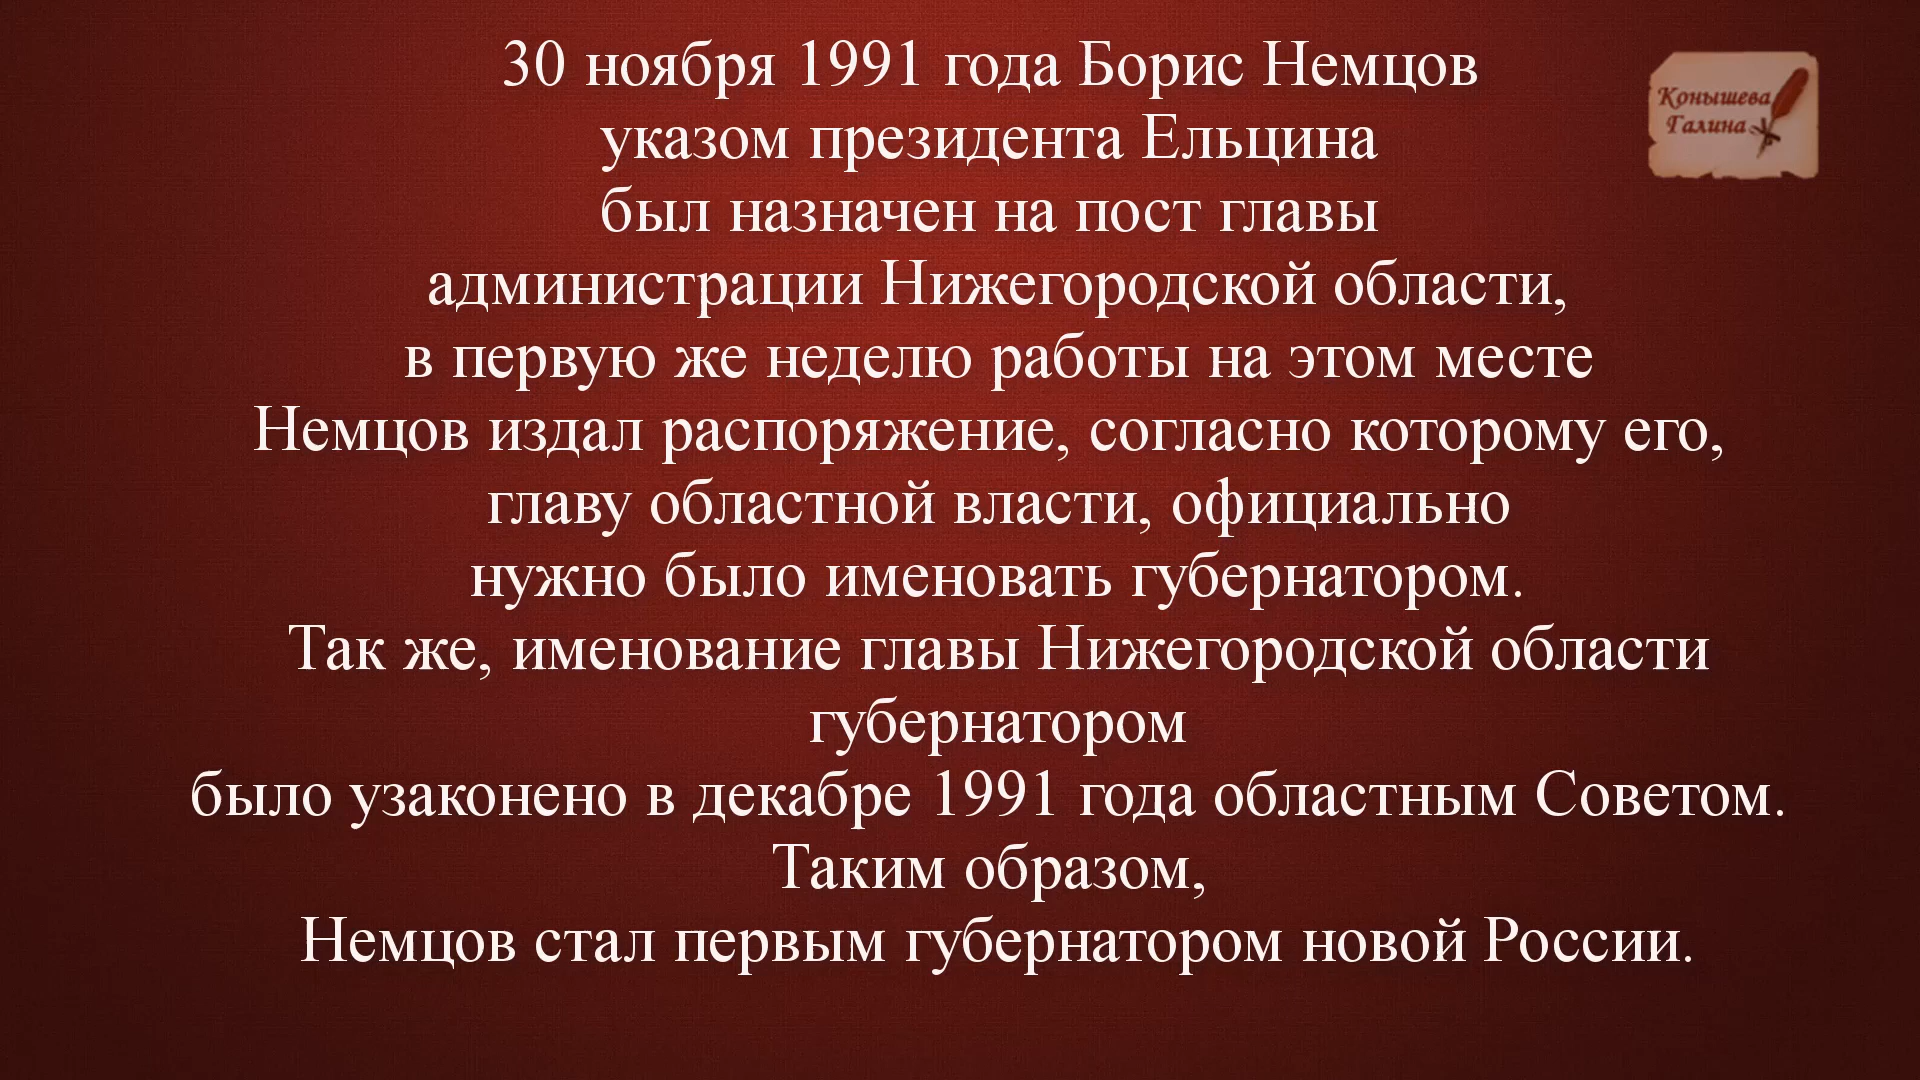 30 ноября 1991 года Борис Немцов
указом президента Ельцина
был назначен на пост главы
администрации Нижегородской области,
в первую же неделю работы на этом месте
Немцов издал распоряжение, согласно которому его,
главу областной власти, официально
нужно было именовать губернатором.
Так же, именование главы Нижегородской области
губернатором
было узаконено в декабре 1991 года областным Советом.
Таким образом,
Немцов стал первым губернатором новой России.
Конышева
Галина